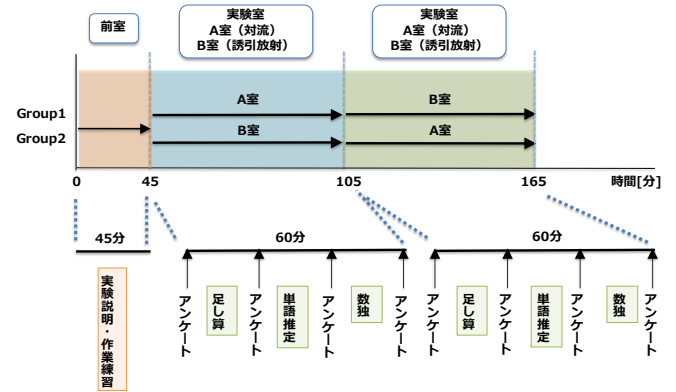 前室
実験室
A室（対流）
B室（誘引放射）
実験室
A室（対流）
B室（誘引放射）
Group1
Group2
A室
B室
B室
A室
0
45
105
165
時間[分]
45分
60分
60分
実験説明・作業練習
アンケート
足し算
アンケート
単語推定
アンケート
数独
アンケート
アンケート
足し算
アンケート
単語推定
アンケート
数独
アンケート